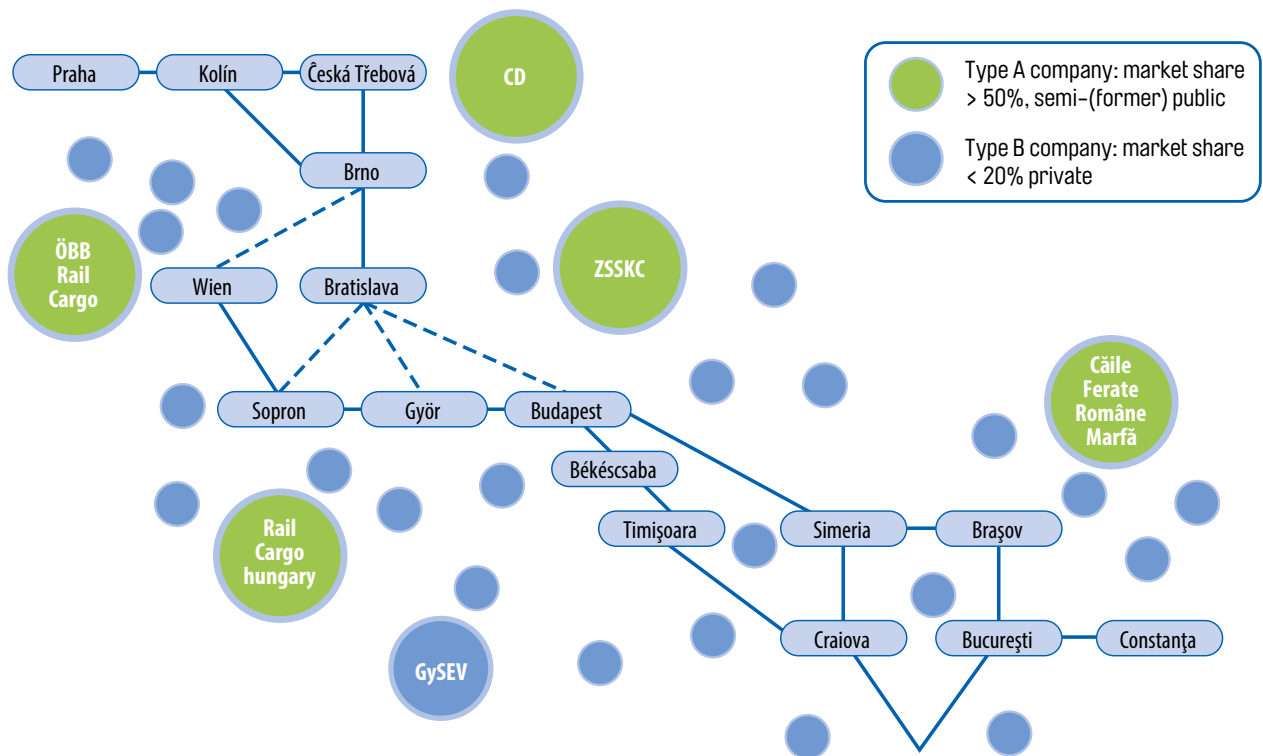 Praha
Kolín
Česká Třebová
CD
Type A company: market share
> 50%, semi-(former) public
Type B company: market share
< 20% private
Brno
ÖBB
Rail
Cargo
Wien
Bratislava
ZSSKC
Sopron
Györ
Budapest
Căile
Ferate
Române
Marfă
Békéscsaba
Rail
Cargo
hungary
Timişoara
Simeria
Braşov
GySEV
Craiova
Bucureşti
Constanţa